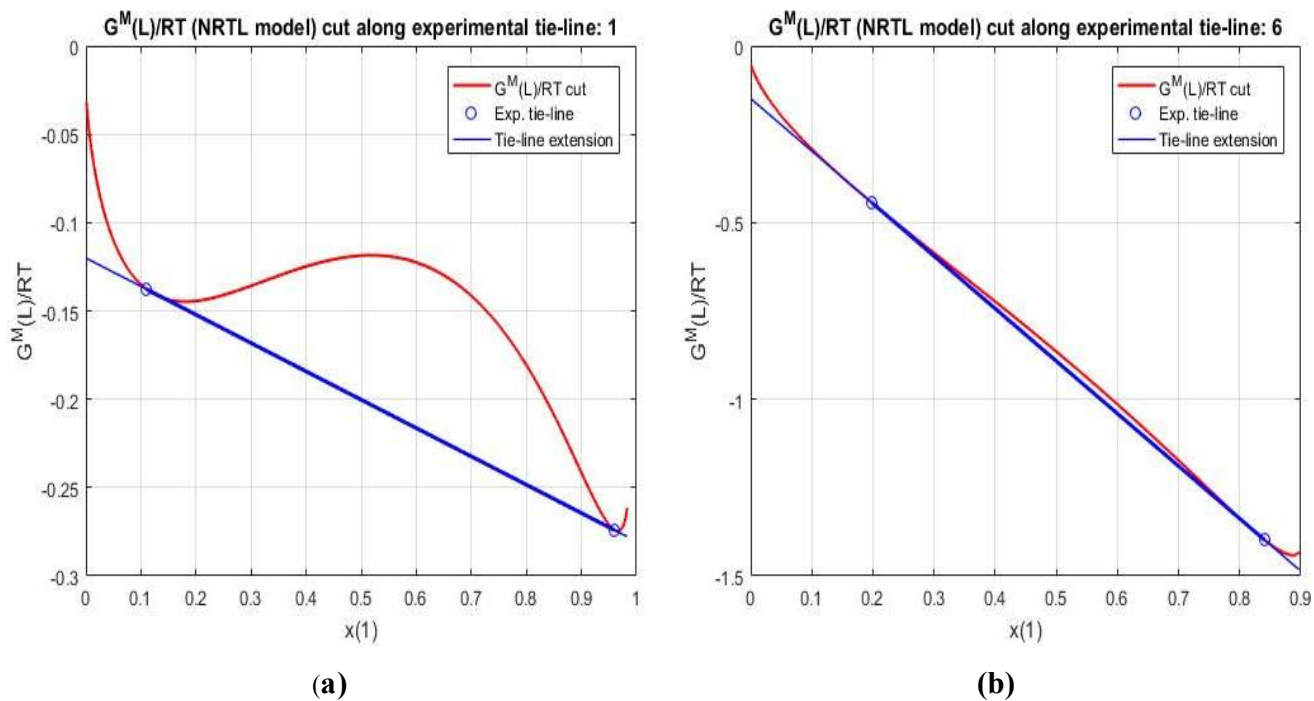 G^M(L)/RT (NRTL model) cut along experimental tie-line: 1
G^M(L)/RT cut
Exp. tie-line
Tie-line extension
0
-0.05
-0.1
-0.15
-0.2
-0.25
-0.3
G^M(L)/RT
0 0.1 0.2 0.3 0.4 0.5 0.6 0.7 0.8 0.9 1
x(1)
(a)
G^M(L)/RT (NRTL model) cut along experimental tie-line: 6
G^M(L)/RT cut
Exp. tie-line
Tie-line extension
0
-0.5
-1
-1.5
G^M(L)/RT
0 0.1 0.2 0.3 0.4 0.5 0.6 0.7 0.8 0.9
x(1)
(b)